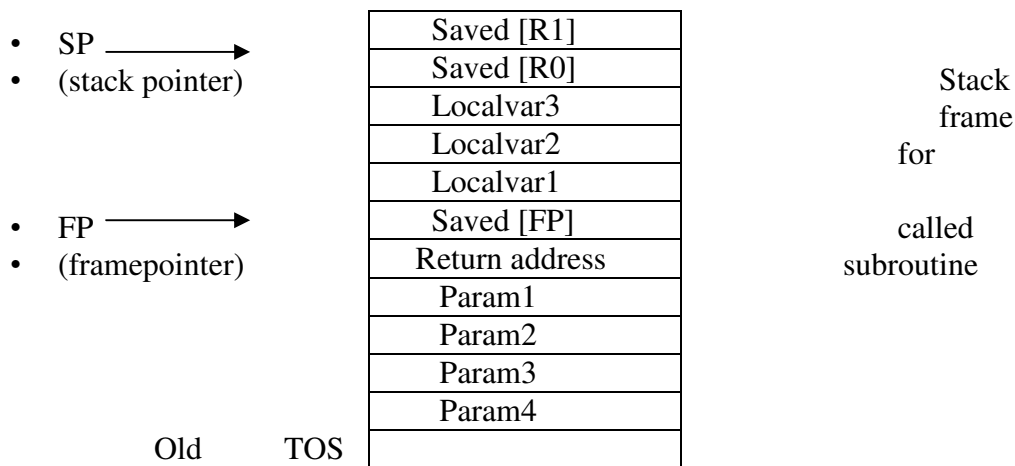 • SP
• (stack pointer)
• FP
• (framepointer)
Saved [R1]
Saved [R0]
Localvar3
Localvar2
Localvar1
Saved [FP]
Return address
Param1
Param2
Param3
Param4
Old TOS
Stack
frame
for
called
subroutine